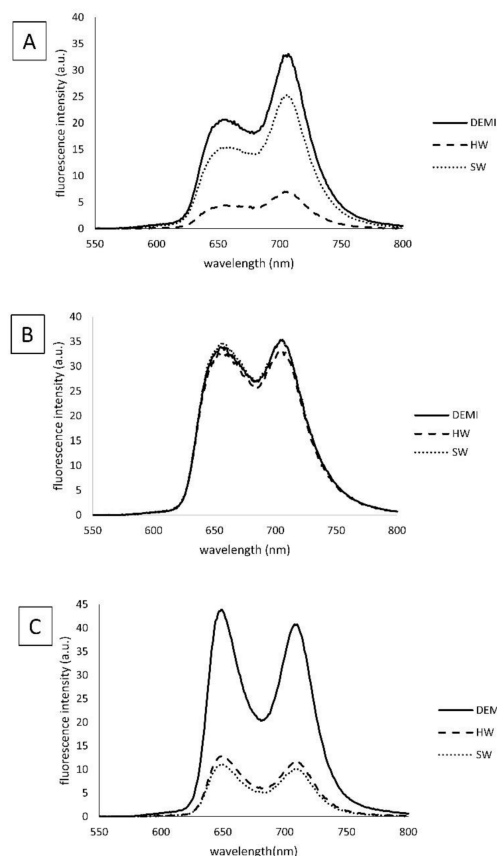 A
fluorescence intensity (a.u.)
40
35
30
25
20
15
10
5
0
550 600 650 700 750 800
wavelength (nm)
DEMI
HW
SW
B
fluorescence intensity (a.u.)
40
35
30
25
20
15
10
5
0
550 600 650 700 750 800
wavelength (nm)
DEMI
HW
SW
C
fluorescence intensity (a.u.)
45
40
35
30
25
20
15
10
5
0
550 600 650 700 750 800
wavelength(nm)
DEMI
HW
SW